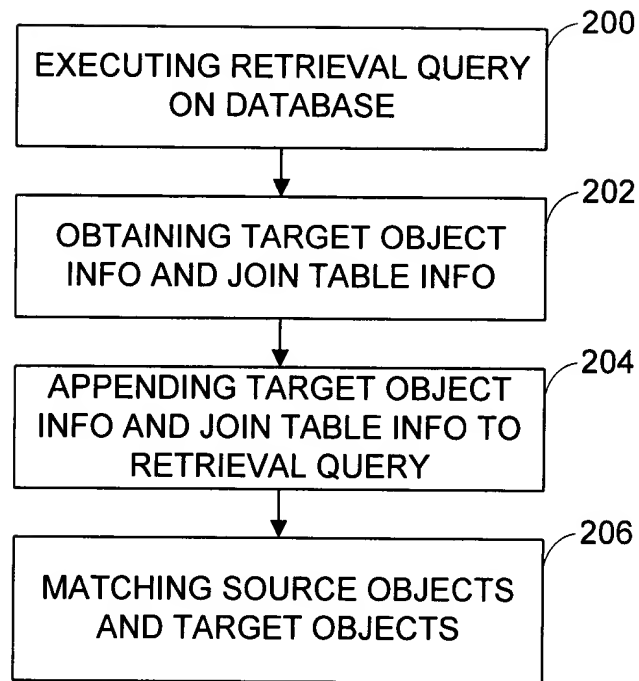 200
EXECUTING RETRIEVAL QUERY
ON DATABASE
202
OBTAINING TARGET OBJECT
INFO AND JOIN TABLE INFO
204
APPENDING TARGET OBJECT
INFO AND JOIN TABLE INFO TO
RETRIEVAL QUERY
206
MATCHING SOURCE OBJECTS
AND TARGET OBJECTS